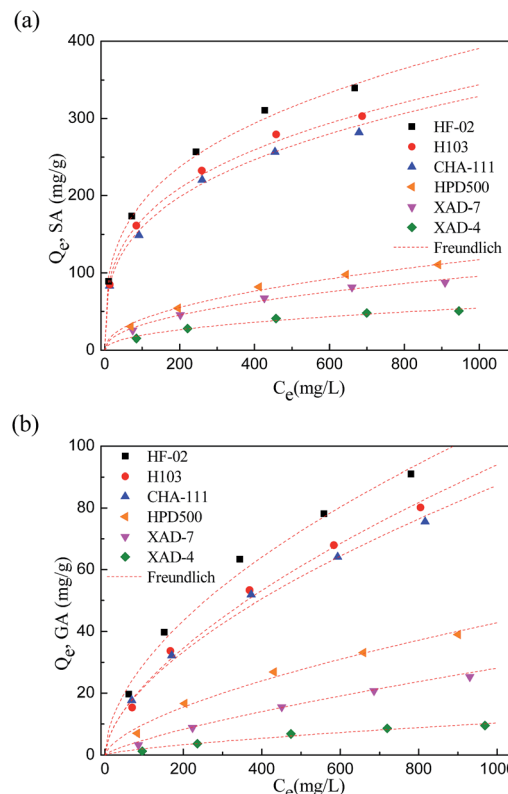 (a)
400
300
200
100
0
Qe, SA (mg/g)
HF-02
H103
CHA-111
HPD500
XAD-7
XAD-4
Freundlich
0 200 400 600 800 1000
Ce(mg/L)
(b)
100
80
60
40
20
0
Qe, GA (mg/g)
HF-02
H103
CHA-111
HPD500
XAD-7
XAD-4
Freundlich
0 200 400 600 800 1000
Ce(mg/L)